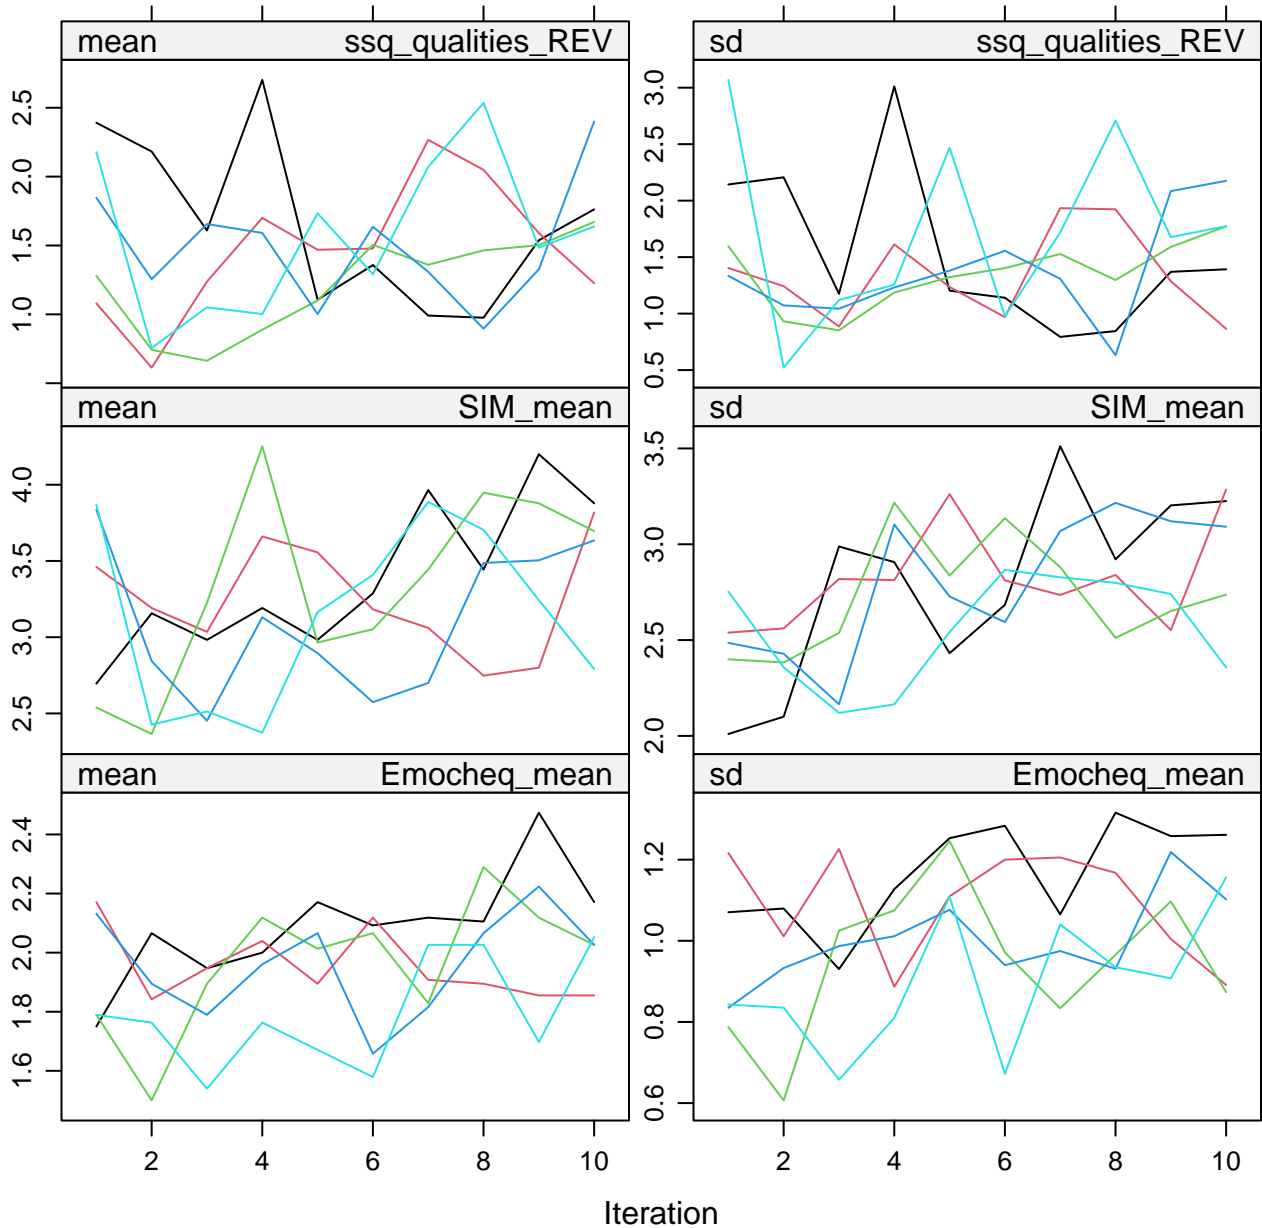 mean ssq_qualities_REV
sd ssq_qualities_REV
1.0 1.5 2.0 2.5
0.5 1.0 1.5 2.0 2.5 3.0
mean SIM_mean
sd SIM_mean
2.5 3.0 3.5 4.0
2.0 2.5 3.0 3.5
mean Emocheq_mean
sd Emocheq_mean
1.6 1.8 2.0 2.2 2.4
0.6 0.8 1.0 1.2
2 4 6 8 10
2 4 6 8 10
Iteration